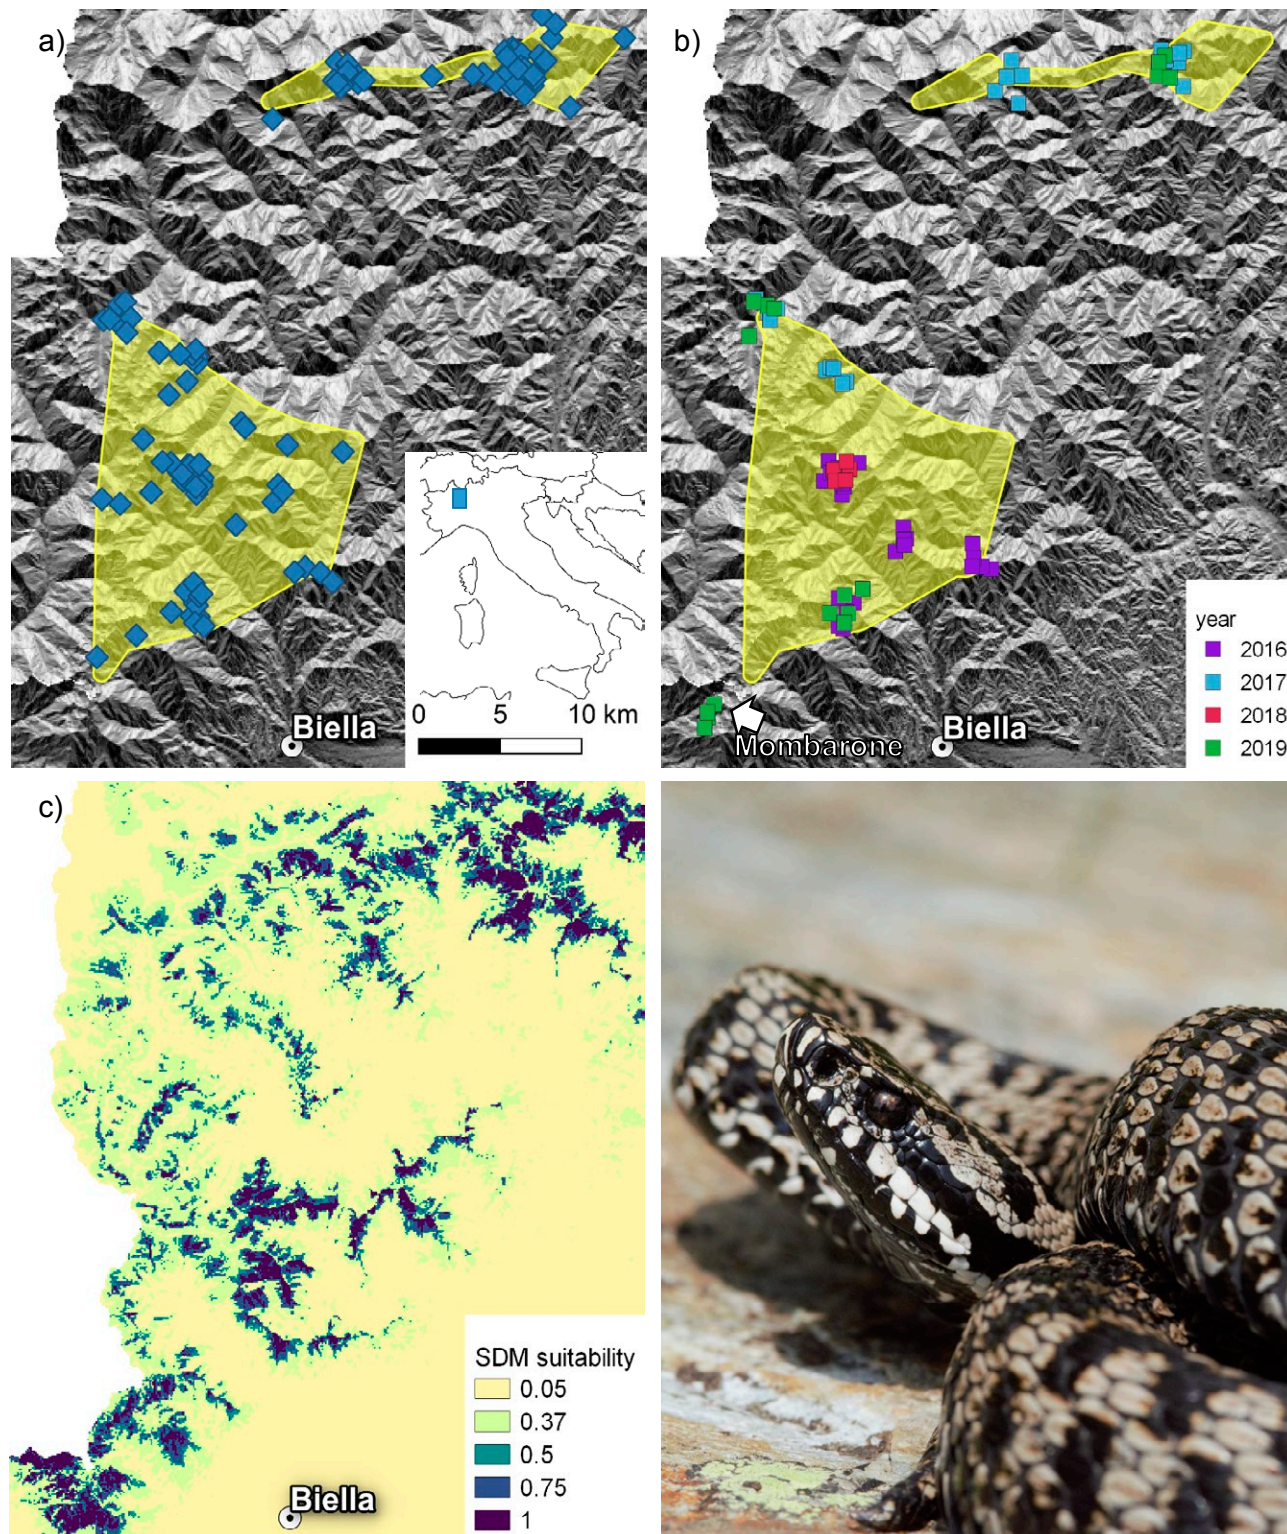 a)
Biella
0 5 10 km
b)
year
2016
2017
2018
2019
Biella
Mombarone
c)
SDM suitability
0.05
0.37
0.5
0.75
1
Biella